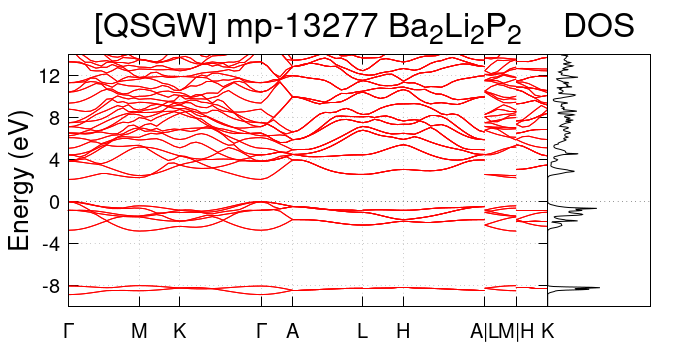 [QSGW] mp-13277 Ba₂Li₂P₂ DOS
Energy (eV)
12
8
4
0
-4
-8
Γ M K Γ A L H A|LM|H K